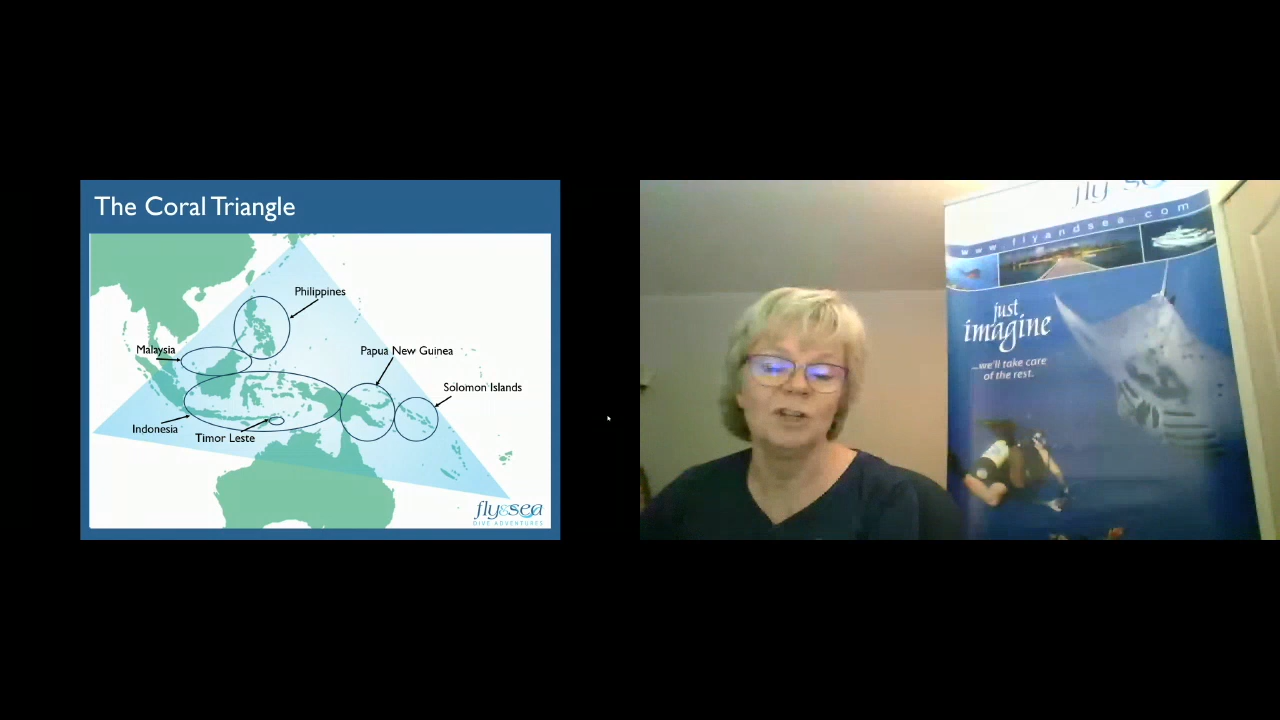 The Coral Triangle
Philippines
Malaysia
Papua New Guinea
Solomon Islands
Indonesia
Timor Leste
fly&sea
DIVE ADVENTURES
fly
www.flyandsea.com
just
imagine
...we'll take care
of the rest.